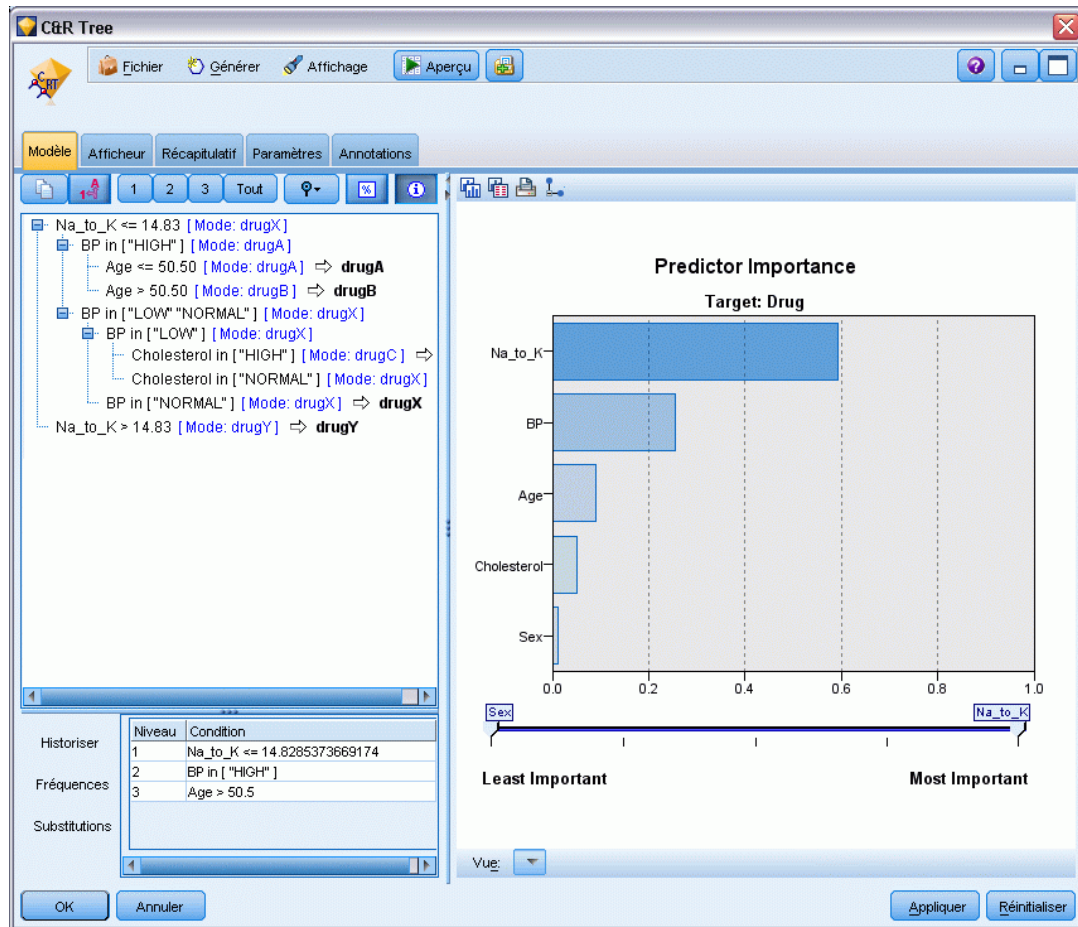 C&R Tree
Fichier Générer Affichage Aperçu
CRT
Modèle Afficheur Récapitulatif Paramètres Annotations
1 2 3 Tout %
Na_to_K <= 14.83 [Mode: drugX]
BP in ["HIGH"] [Mode: drugA]
Age <= 50.50 [Mode: drugA] ⇨ drugA
Age > 50.50 [Mode: drugB] ⇨ drugB
BP in ["LOW" "NORMAL"] [Mode: drugX]
BP in ["LOW"] [Mode: drugX]
Cholesterol in ["HIGH"] [Mode: drugC] ⇨
Cholesterol in ["NORMAL"] [Mode: drugX]
BP in ["NORMAL"] [Mode: drugX] ⇨ drugX
Na_to_K > 14.83 [Mode: drugY] ⇨ drugY
Historiser
Fréquences
Substitutions
Niveau Condition
1 Na_to_K <= 14.8285373669174
2 BP in [ "HIGH" ]
3 Age > 50.5
Predictor Importance
Target: Drug
Na_to_K
BP
Age
Cholesterol
Sex
0.0 0.2 0.4 0.6 0.8 1.0
Sex Na_to_K
Least Important Most Important
Vue:
OK Annuler Appliquer Réinitialiser